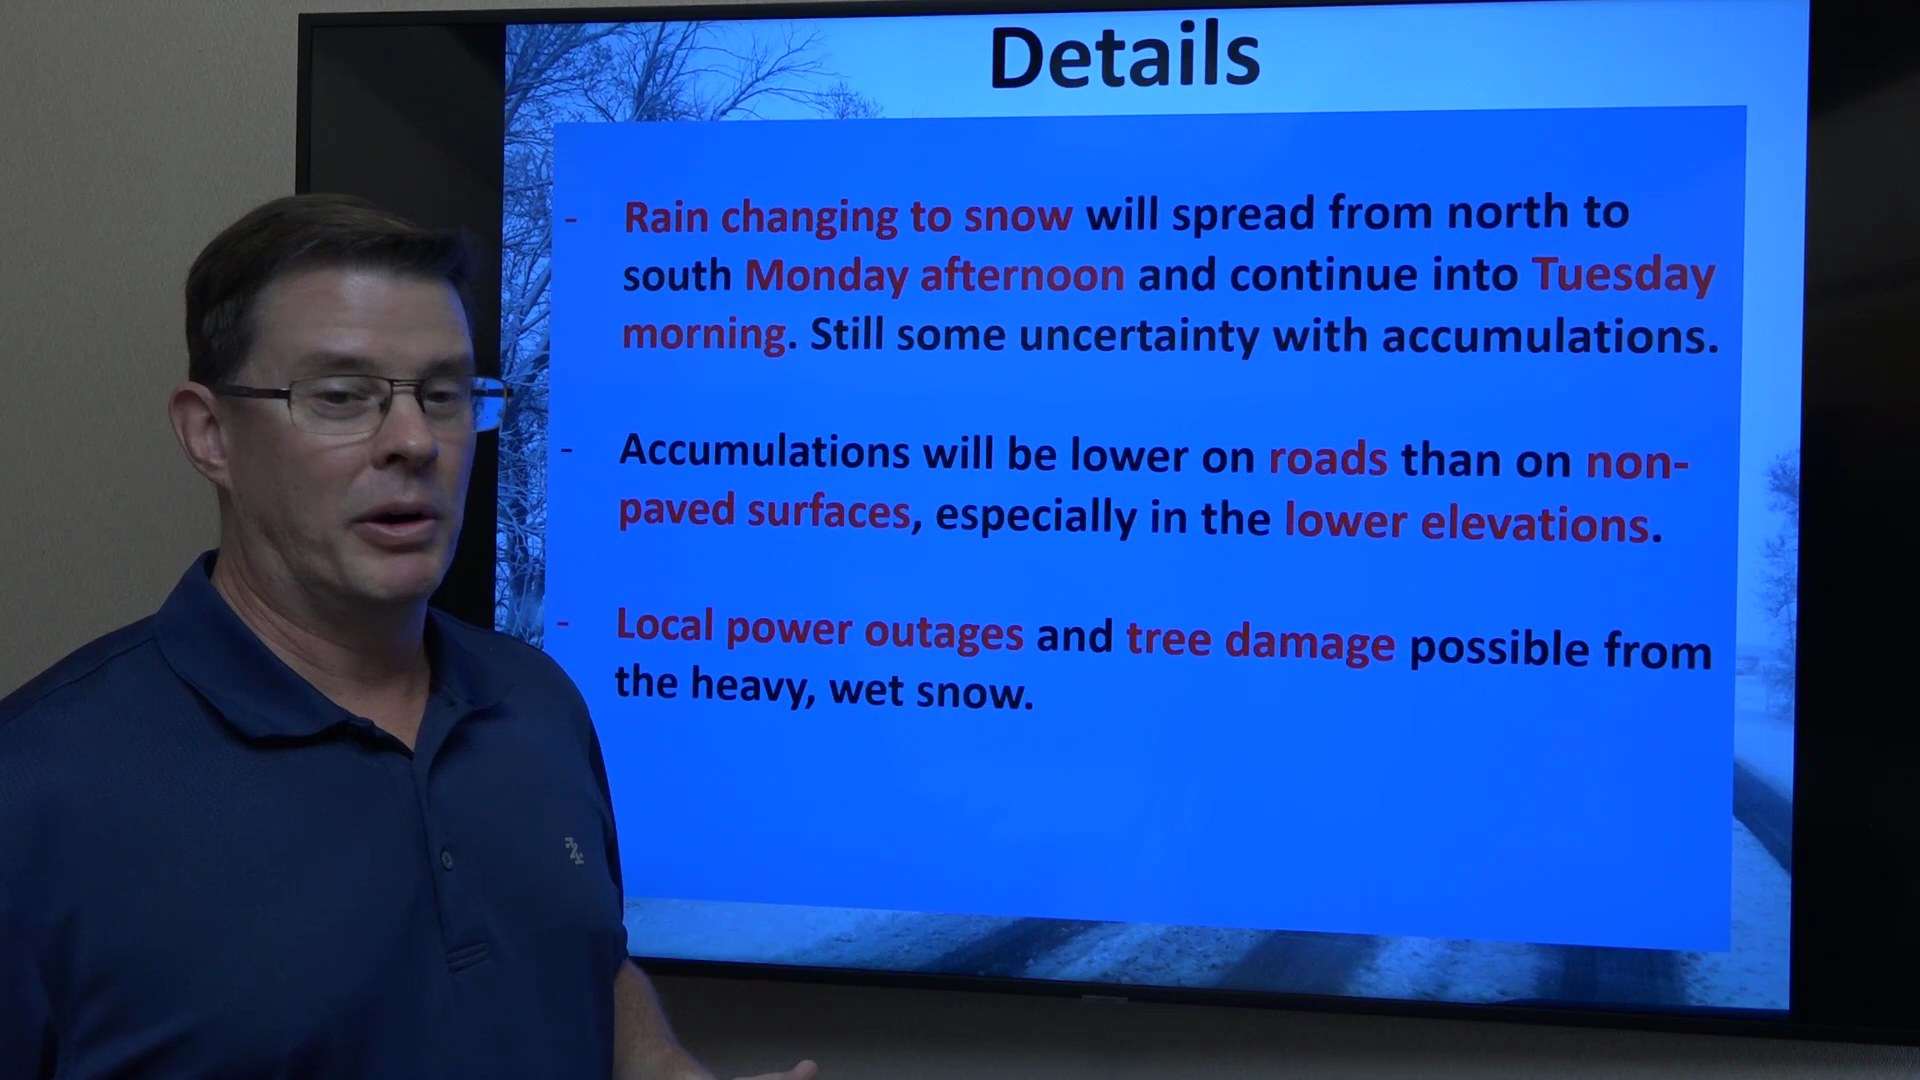 Details
- Rain changing to snow will spread from north to
south Monday afternoon and continue into Tuesday
morning. Still some uncertainty with accumulations.
- Accumulations will be lower on roads than on non-
paved surfaces, especially in the lower elevations.
- Local power outages and tree damage possible from
the heavy, wet snow.